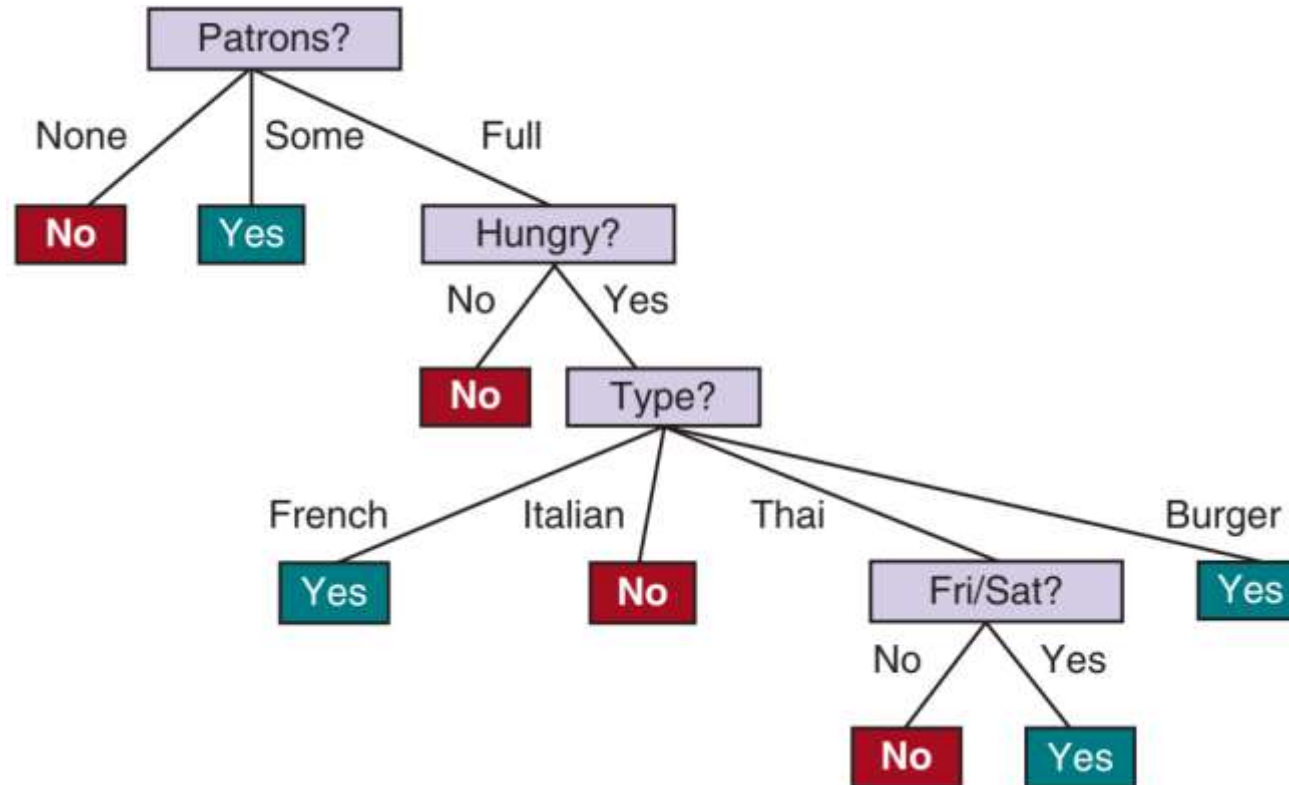 Patrons?
None Some Full
No Yes Hungry?
No Yes
No Type?
French Italian Thai Burger
Yes No Fri/Sat? Yes
No Yes
No Yes